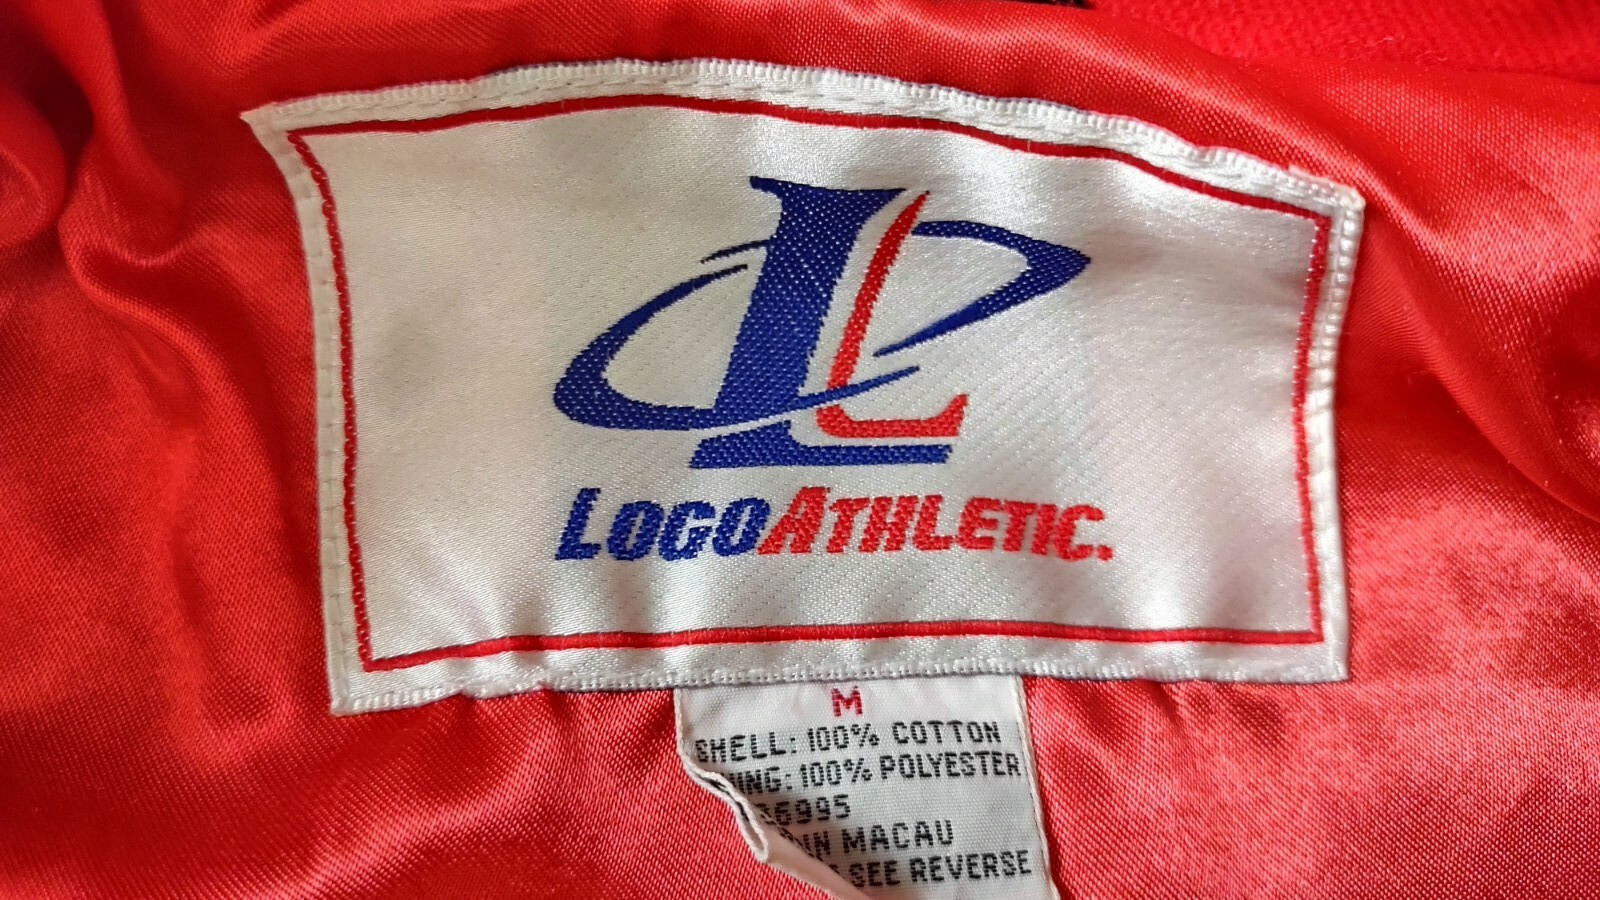 LOGOATHLETIC.
M
SHELL: 100% COTTON
100% POLYESTER
MACAU
SEE REVERSE